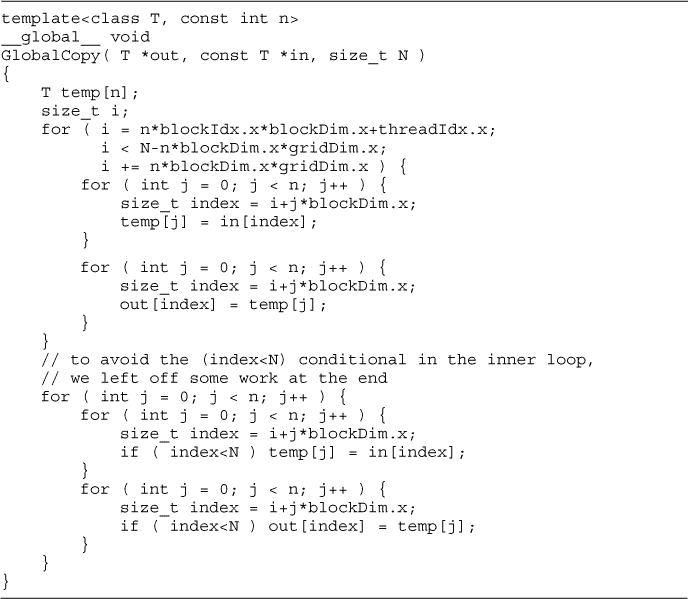 template<class T, const int n>
__global__ void
GlobalCopy( T *out, const T *in, size_t N )
{
    T temp[n];
    size_t i;
    for ( i = n*blockIdx.x*blockDim.x+threadIdx.x;
          i < N-n*blockDim.x*gridDim.x;
          i += n*blockDim.x*gridDim.x ) {
        for ( int j = 0; j < n; j++ ) {
            size_t index = i+j*blockDim.x;
            temp[j] = in[index];
        }
        for ( int j = 0; j < n; j++ ) {
            size_t index = i+j*blockDim.x;
            out[index] = temp[j];
        }
    }
    // to avoid the (index<N) conditional in the inner loop,
    // we left off some work at the end
    for ( int j = 0; j < n; j++ ) {
        for ( int j = 0; j < n; j++ ) {
            size_t index = i+j*blockDim.x;
            if ( index<N ) temp[j] = in[index];
        }
        for ( int j = 0; j < n; j++ ) {
            size_t index = i+j*blockDim.x;
            if ( index<N ) out[index] = temp[j];
        }
    }
}